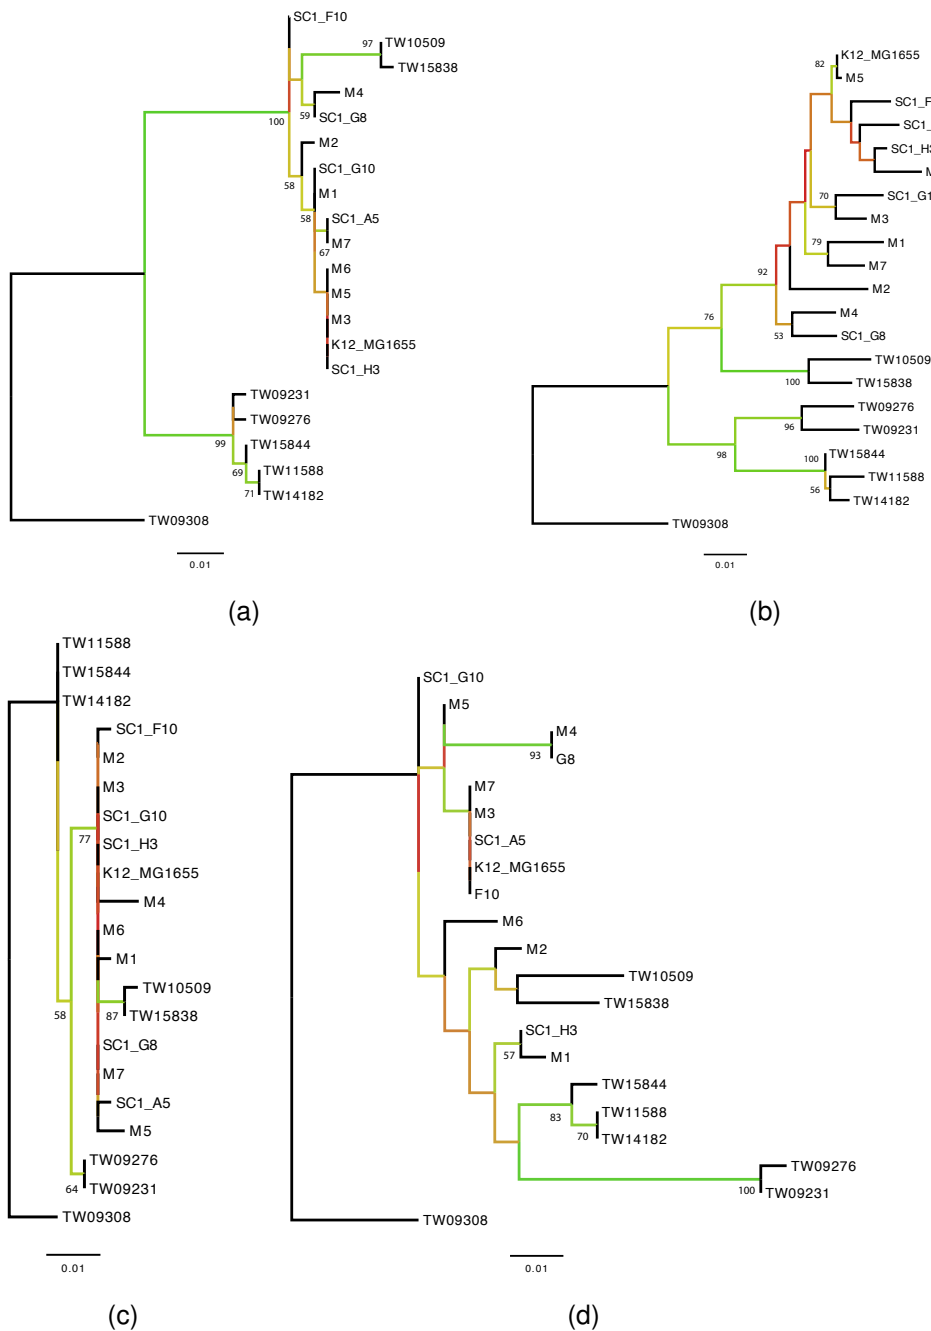 SC1_F10
97
TW10509
TW15838
M4
59
SC1_G8
100
M2
SC1_G10
58
M1
58
SC1_A5
M7
67
M6
M5
M3
K12_MG1655
SC1_H3
TW09231
TW09276
99
TW15844
69
TW11588
71
TW14182
TW09308
0.01
(a)
K12_MG1655
82
M5
SC1_F
SC1_
SC1_H3
M
70
SC1_G1
M3
79
M1
M7
92
M2
M4
76
53
SC1_G8
TW10509
100
TW15838
TW09276
96
TW09231
98
100
TW15844
TW11588
56
TW14182
TW09308
0.01
(b)
TW11588
TW15844
TW14182
SC1_F10
M2
M3
SC1_G10
77
SC1_H3
K12_MG1655
M4
M6
M1
TW10509
58
87
TW15838
SC1_G8
M7
SC1_A5
M5
TW09276
64
TW09231
TW09308
0.01
(c)
SC1_G10
M5
M4
93
G8
M7
M3
SC1_A5
K12_MG1655
F10
M6
M2
TW10509
TW15838
SC1_H3
57
M1
TW15844
83
TW11588
70
TW14182
TW09276
100
TW09231
TW09308
0.01
(d)